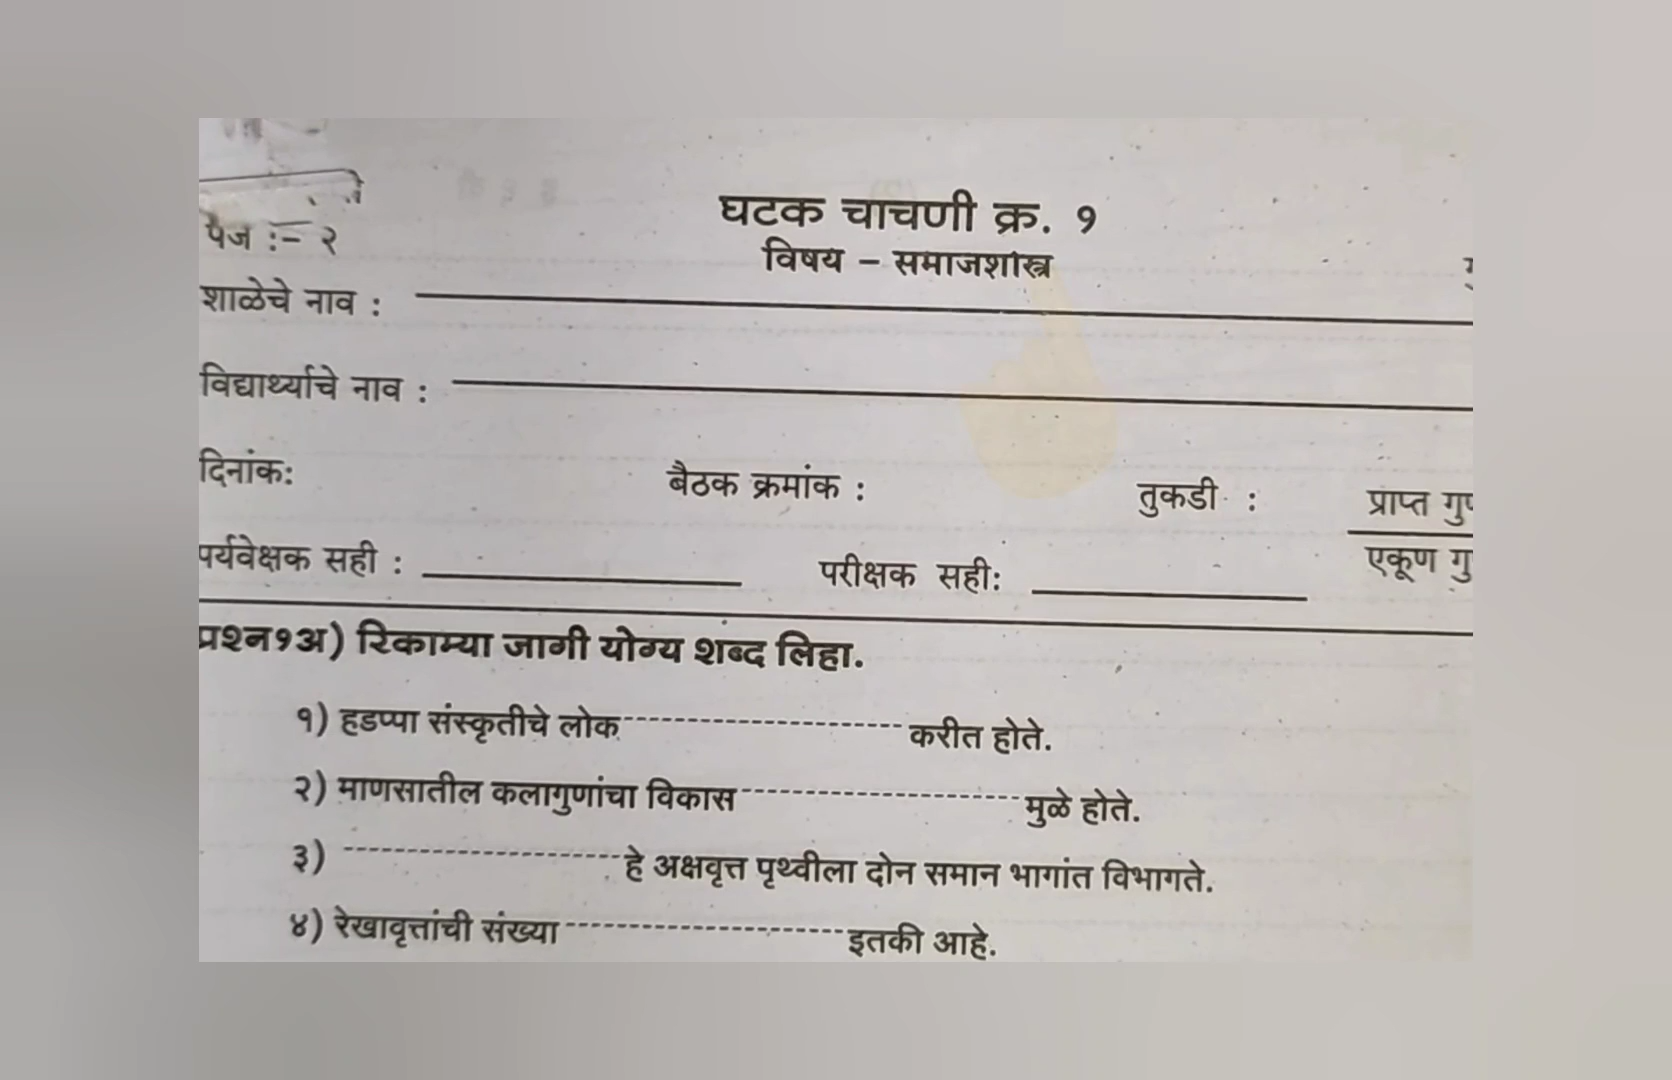 घटक चाचणी क्र. १
पेज :- २
विषय - समाजशास्त्र
शाळेचे नाव :
विद्यार्थ्याचे नाव :
दिनांक: बैठक क्रमांक : तुकडी : प्राप्त
एकूण
पर्यवेक्षक सही : परीक्षक सही:
प्रश्न१अ) रिकाम्या जागी योग्य शब्द लिहा.
१) हडप्पा संस्कृतीचे लोक -------------------- करीत होते.
२) माणसातील कलागुणांचा विकास -------------------- मुळे होते.
३) -------------------- हे अक्षवृत्त पृथ्वीला दोन समान भागांत विभागते.
४) रेखावृत्तांची संख्या -------------------- इतकी आहे.